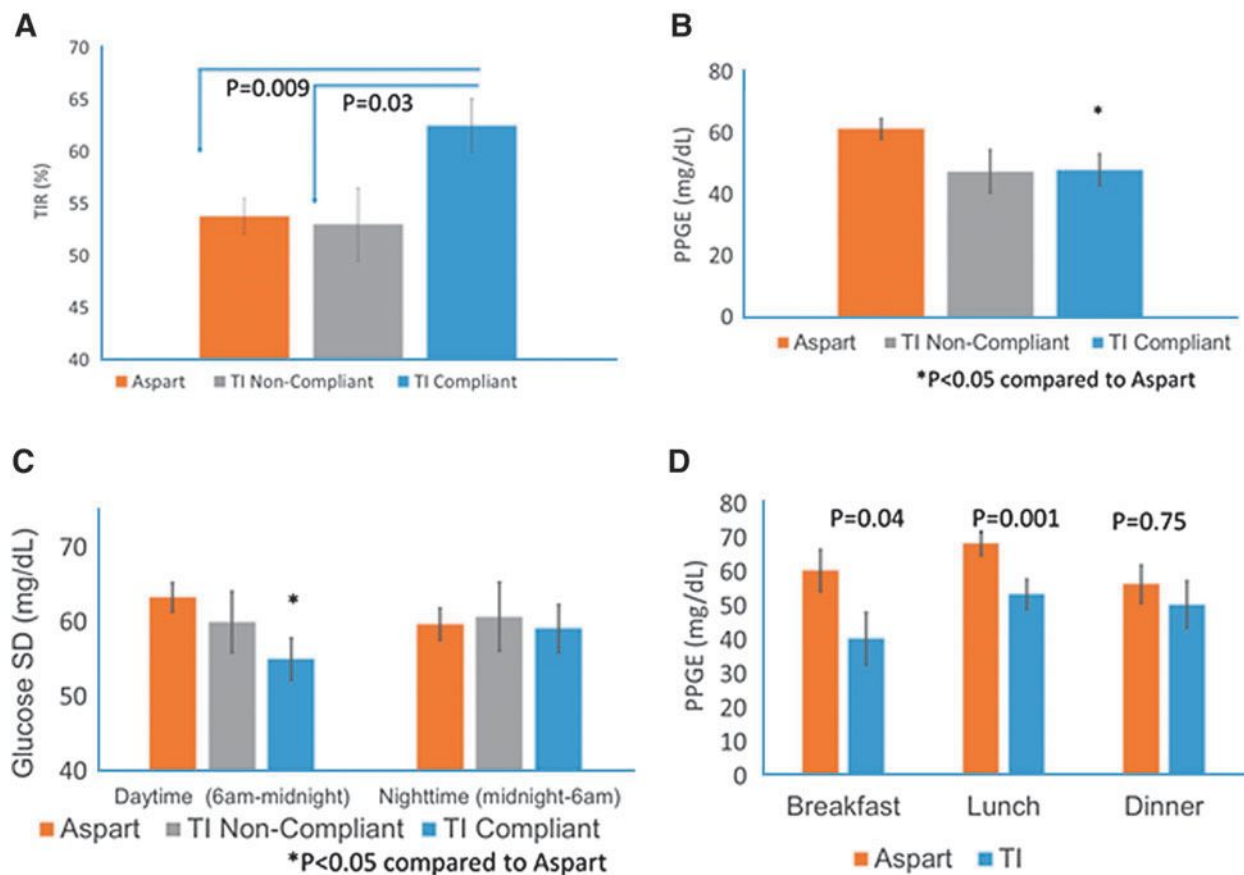 A
70
65
60
55
50
45
40
TIR (%)
P=0.009
P=0.03
Aspart TI Non-Compliant TI Compliant
B
80
60
40
20
0
PPGE (mg/dL)
*
Aspart TI Non-Compliant TI Compliant
*P<0.05 compared to Aspart
C
70
60
50
40
Glucose SD (mg/dL)
*
Daytime (6am-midnight) Nighttime (midnight-6am)
Aspart TI Non-Compliant TI Compliant
*P<0.05 compared to Aspart
D
80
70
60
50
40
30
20
10
0
PPGE (mg/dL)
P=0.04 P=0.001 P=0.75
Breakfast Lunch Dinner
Aspart TI